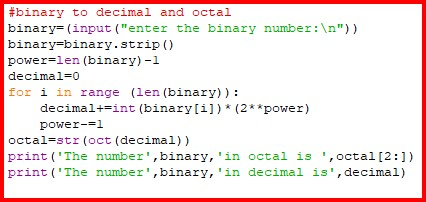 #binary to decimal and octal
binary=(input("enter the binary number:\n"))
binary=binary.strip()
power=len(binary)-1
decimal=0
for i in range (len(binary)):
    decimal+=int(binary[i])*(2**power)
    power-=1
octal=str(oct(decimal))
print('The number',binary,'in octal is ',octal[2:])
print('The number',binary,'in decimal is',decimal)